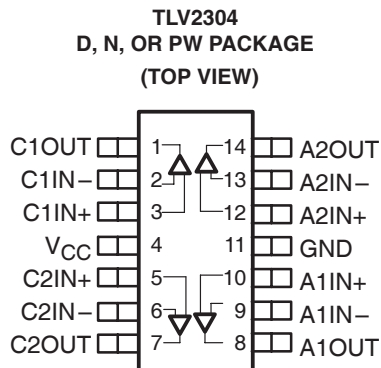 TLV2304
D, N, OR PW PACKAGE
(TOP VIEW)
C1OUT 1 14 A2OUT
C1IN− 2 13 A2IN−
C1IN+ 3 12 A2IN+
VCC 4 11 GND
C2IN+ 5 10 A1IN+
C2IN− 6 9 A1IN−
C2OUT 7 8 A1OUT